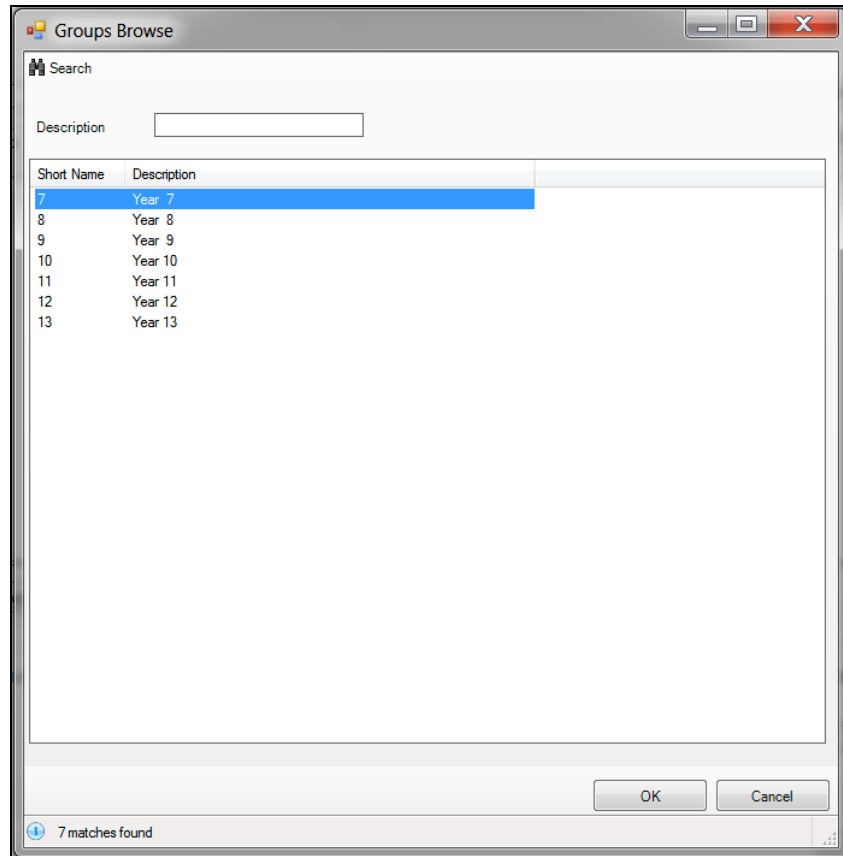 Groups Browse
Search
Description
Short Name Description
7 Year 7
8 Year 8
9 Year 9
10 Year 10
11 Year 11
12 Year 12
13 Year 13
OK Cancel
7 matches found